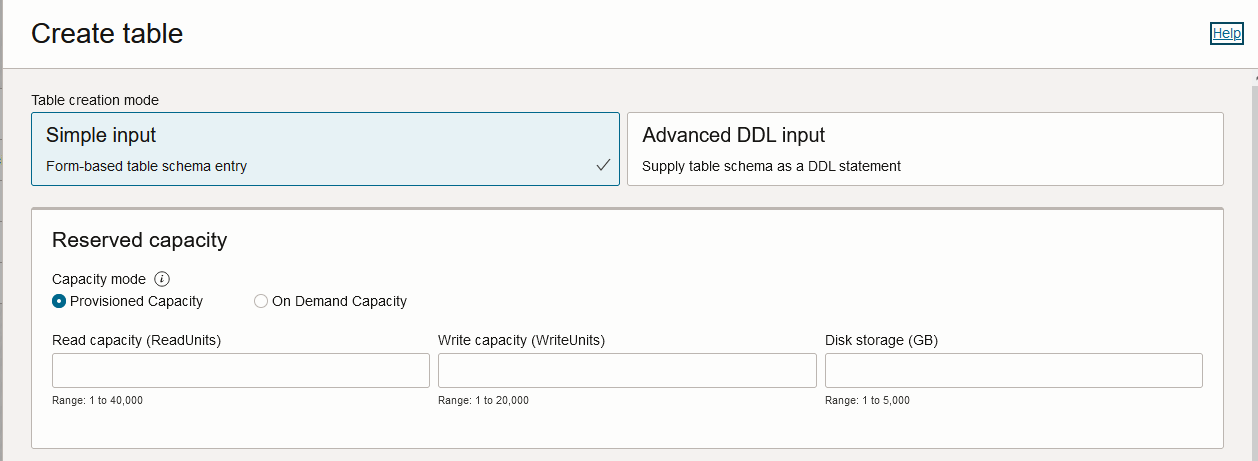 Create table
Help
Table creation mode
Simple input
Form-based table schema entry
Advanced DDL input
Supply table schema as a DDL statement
Reserved capacity
Capacity mode i
Provisioned Capacity
On Demand Capacity
Read capacity (ReadUnits)
Write capacity (WriteUnits)
Disk storage (GB)
Range: 1 to 40,000
Range: 1 to 20,000
Range: 1 to 5,000